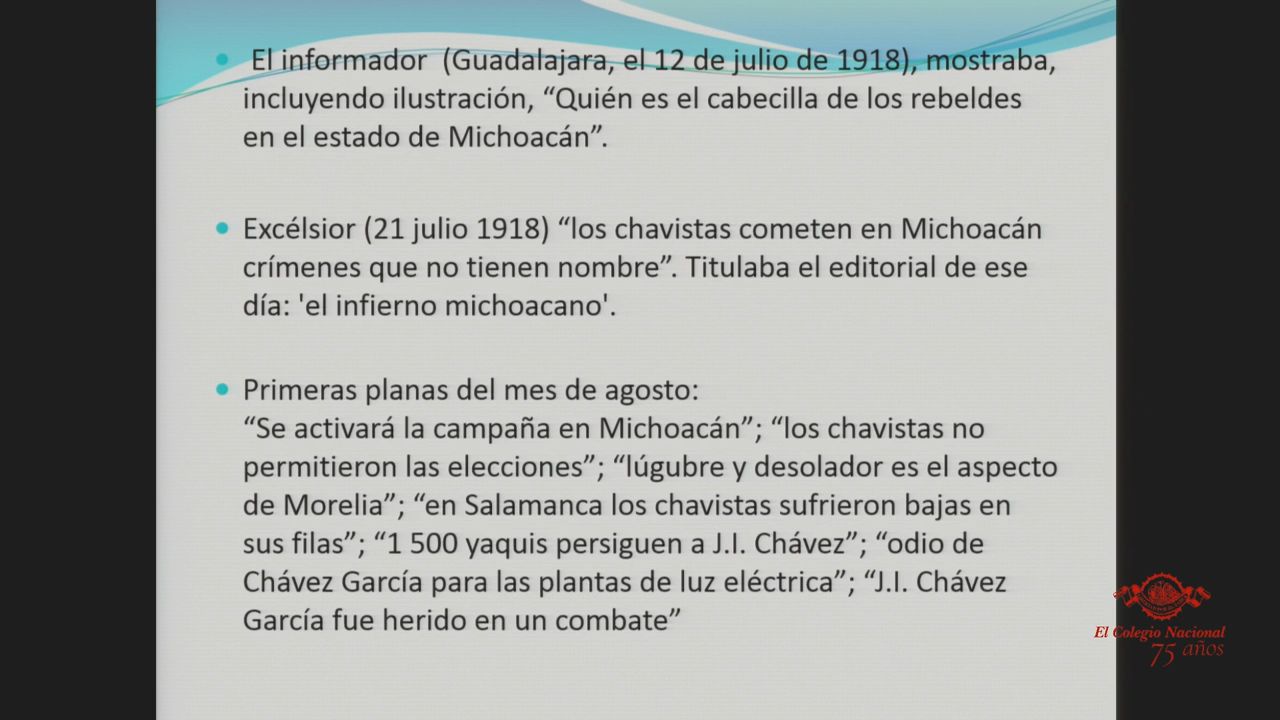 El informador (Guadalajara, el 12 de julio de 1918), mostraba,
incluyendo ilustración, “Quién es el cabecilla de los rebeldes
en el estado de Michoacán”.
Excélsior (21 julio 1918) “los chavistas cometen en Michoacán
crímenes que no tienen nombre”. Titulaba el editorial de ese
día: 'el infierno michoacano'.
Primeras planas del mes de agosto:
“Se activará la campaña en Michoacán”; “los chavistas no
permitieron las elecciones”; “lúgubre y desolador es el aspecto
de Morelia”; “en Salamanca los chavistas sufrieron bajas en
sus filas”; “1 500 yaquis persiguen a J.I. Chávez”; “odio de
Chávez García para las plantas de luz eléctrica”; “J.I. Chávez
García fue herido en un combate”
El Colegio Nacional
75 años